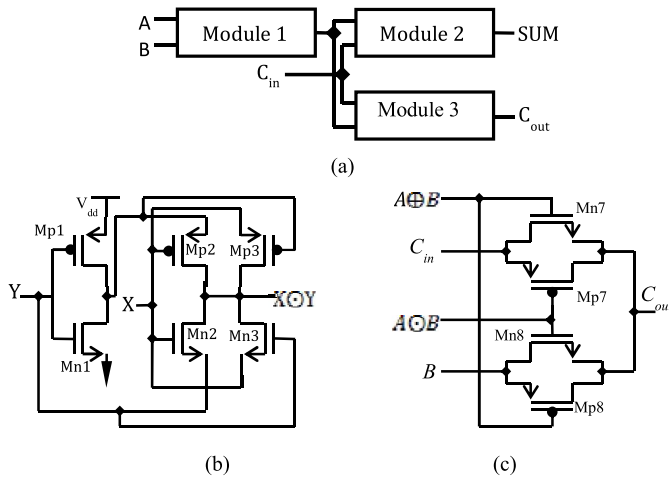 A
B
Module 1
Module 2
SUM
C_in
Module 3
C_out
(a)
V_dd
Mp1
Mp2
Mp3
Y
X
X⊙Y
Mn1
Mn2
Mn3
(b)
A⊕B
Mn7
C_in
Mp7
C_ou
A⊙B
Mn8
B
Mp8
(c)